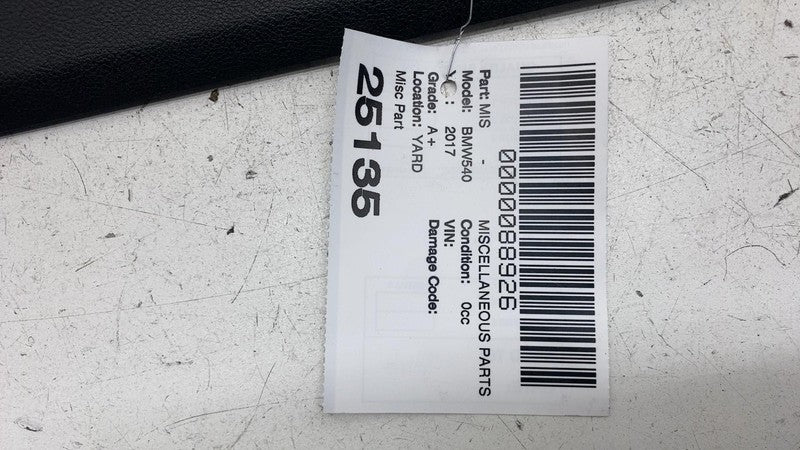 0000088926
Part: MIS - MISCELLANEOUS PARTS
Model: BMW540 Condition: 0cc
: 2017 VIN:
Grade: A+ Damage Code:
Location: YARD
Misc Part
25135